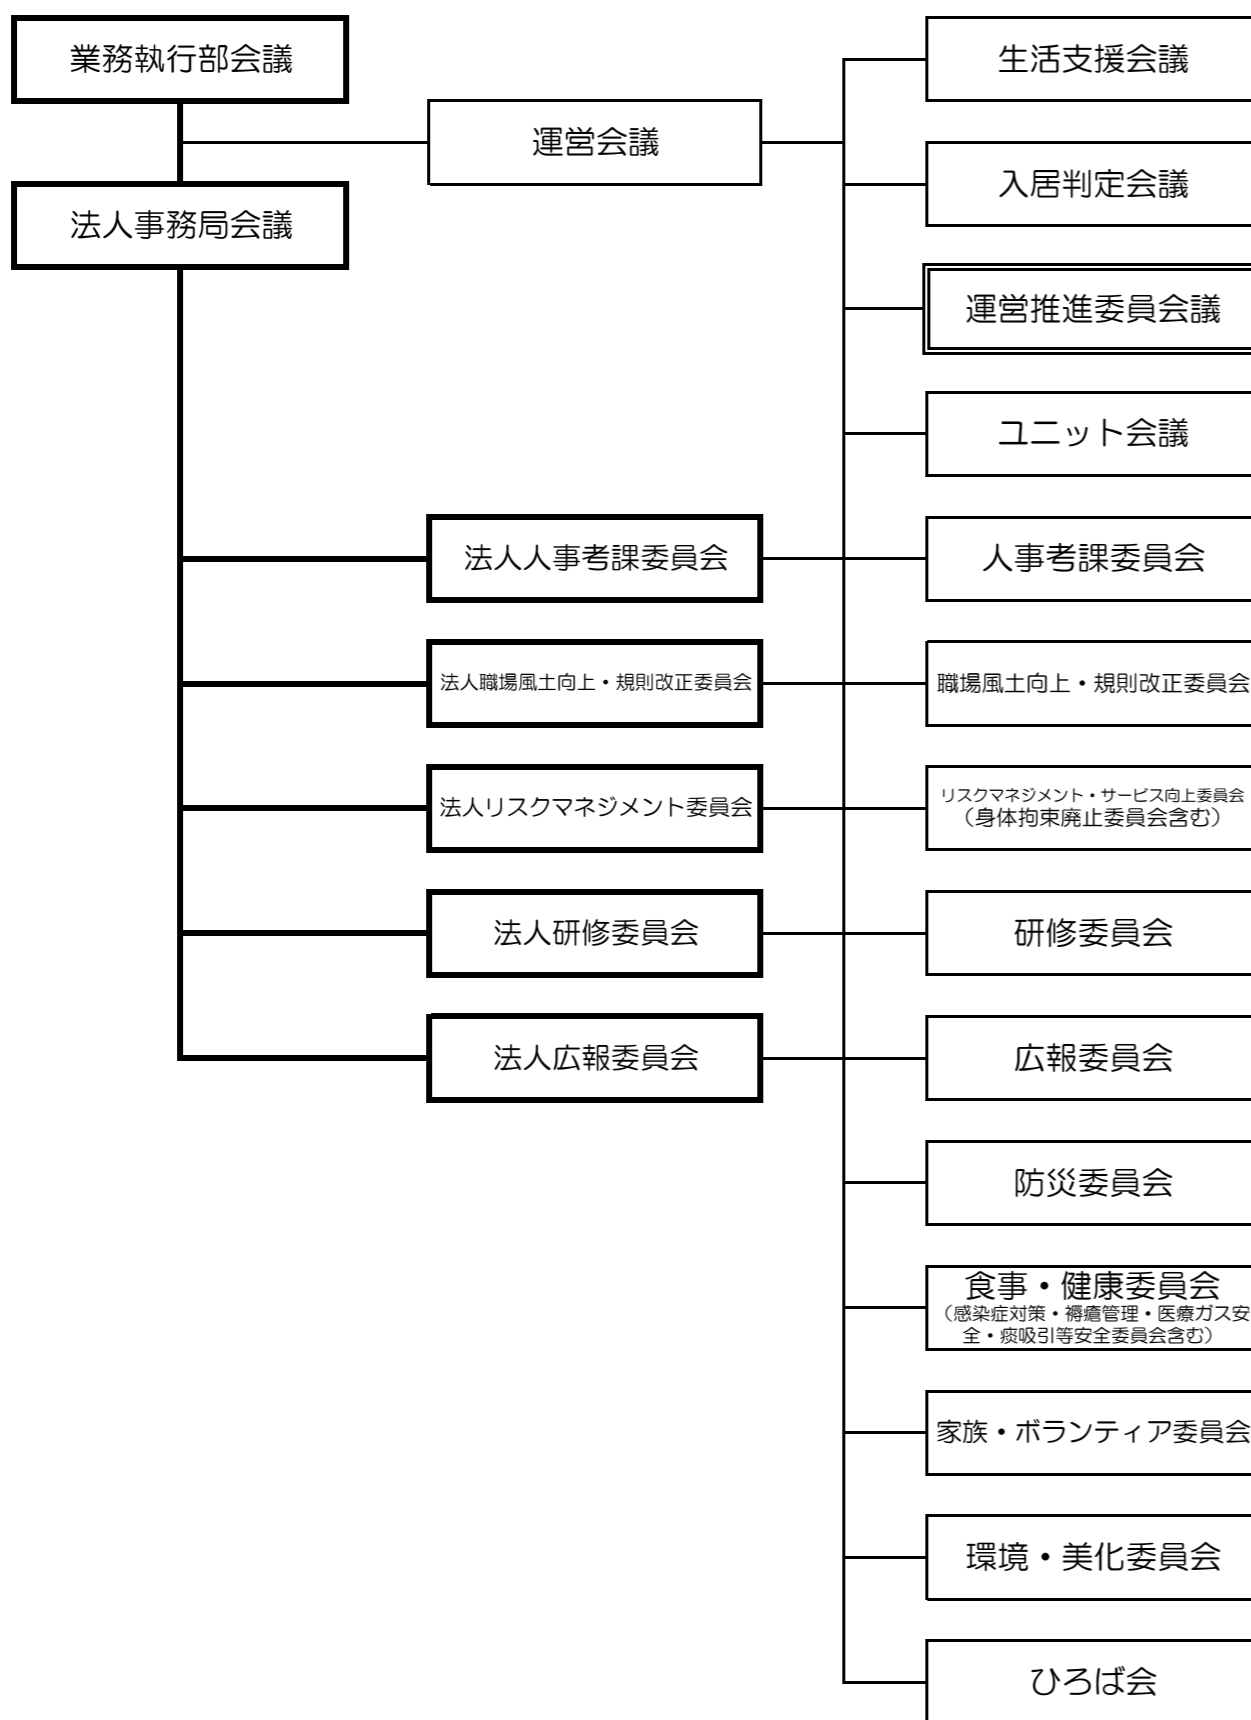 業務執行部会議
法人事務局会議
運営会議
法人人事考課委員会
法人職場風土向上・規則改正委員会
法人リスクマネジメント委員会
法人研修委員会
法人広報委員会
生活支援会議
入居判定会議
運営推進委員会議
ユニット会議
人事考課委員会
職場風土向上・規則改正委員会
リスクマネジメント・サービス向上委員会
（身体拘束廃止委員会含む）
研修委員会
広報委員会
防災委員会
食事・健康委員会
（感染症対策・褥瘡管理・医療ガス安
全・痰吸引等安全委員会含む）
家族・ボランティア委員会
環境・美化委員会
ひろば会